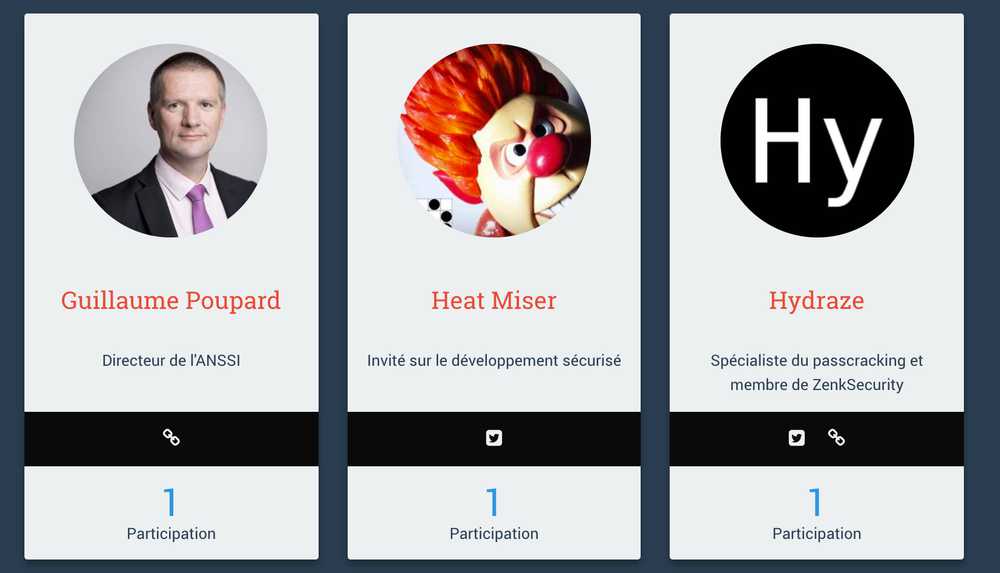 Guillaume Poupard
Directeur de l'ANSSI
1
Participation
Heat Miser
Invité sur le développement sécurisé
1
Participation
Hy
Hydraze
Spécialiste du passcracking et
membre de ZenkSecurity
1
Participation